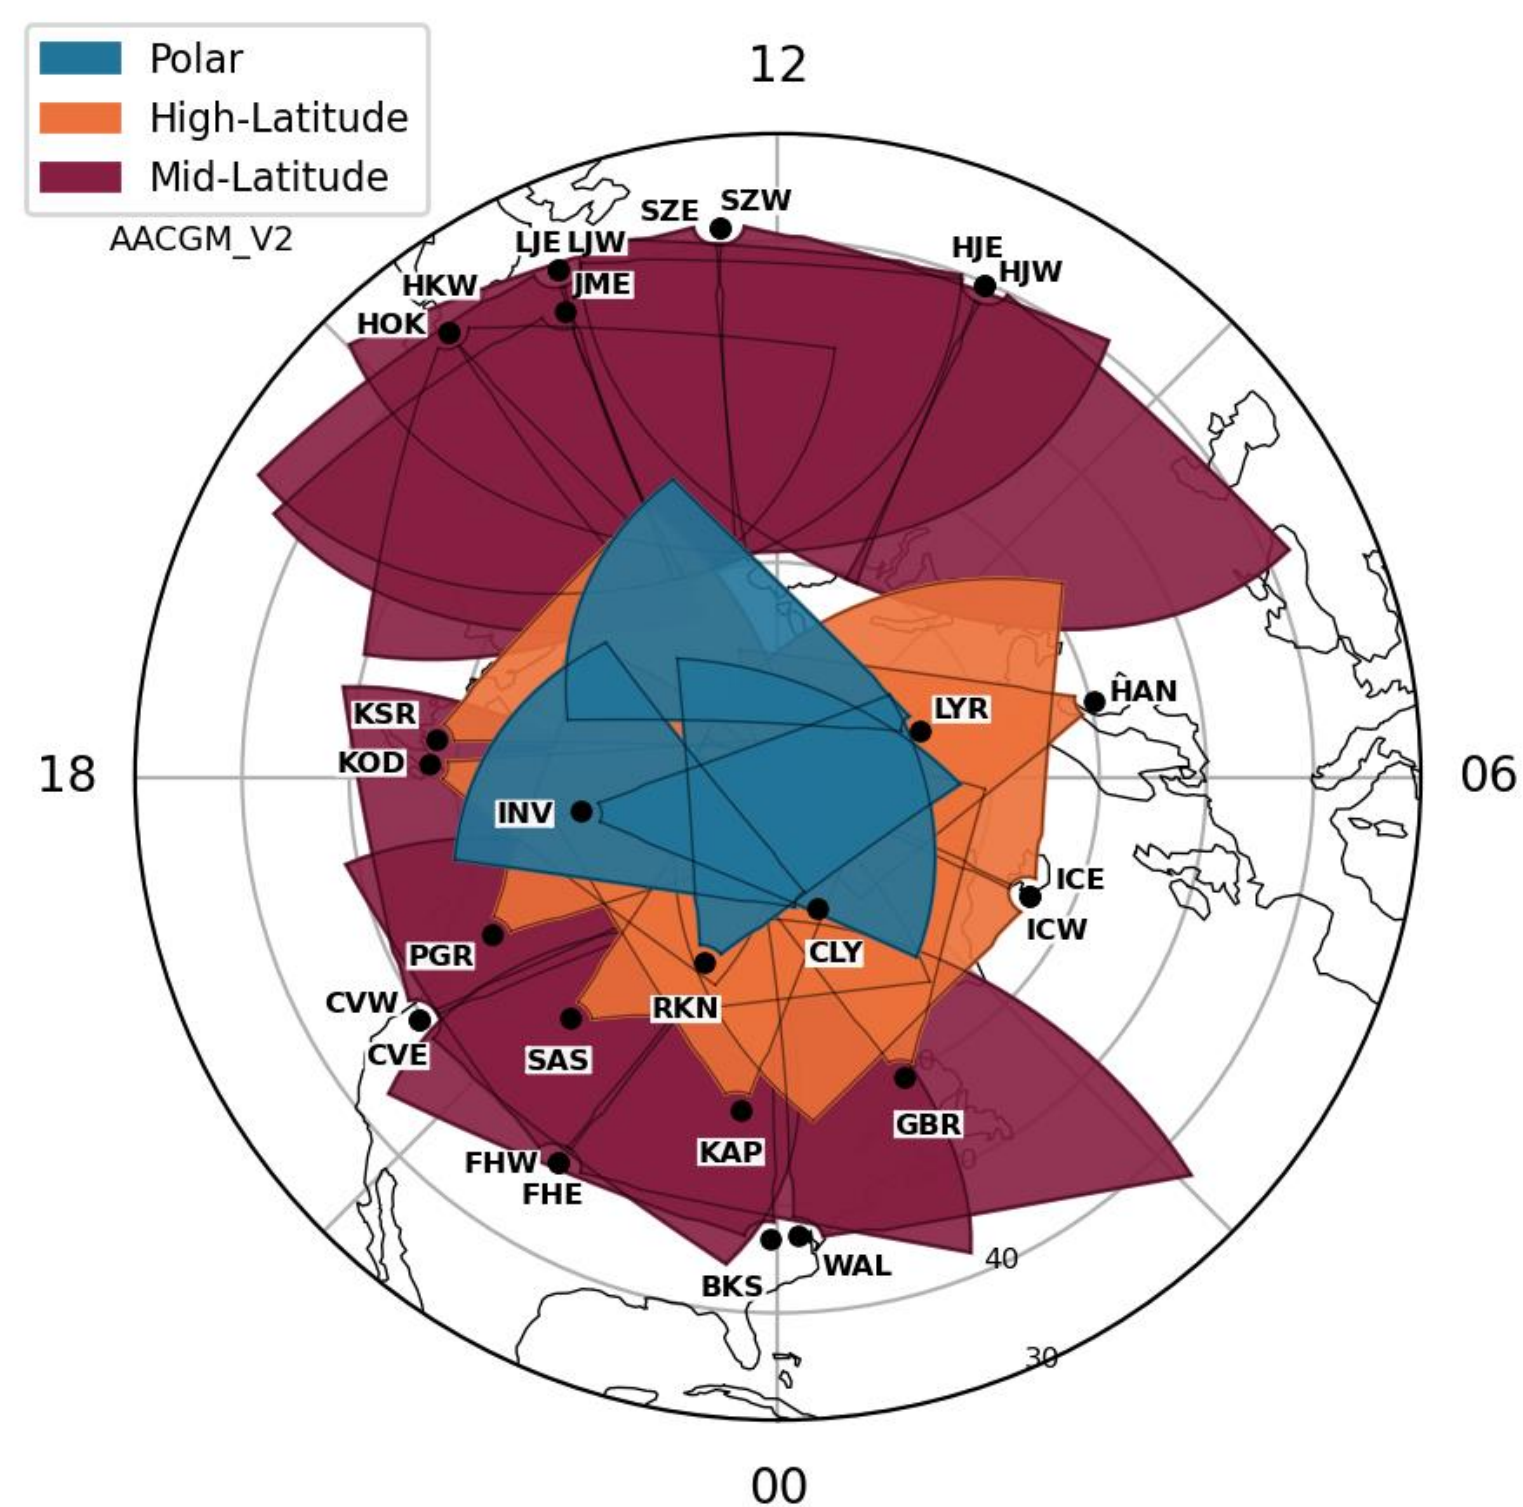 Polar
High-Latitude
Mid-Latitude
AACGM_V2
12
SZE SZW
LJE LJW
HJE
HJW
HKW
JME
HOK
KSR
LYR
HAN
KOD
18
06
INV
ICE
ICW
PGR
CLY
CVW
RKN
CVE
SAS
GBR
KAP
FHW
FHE
WAL
BKS
40
30
00